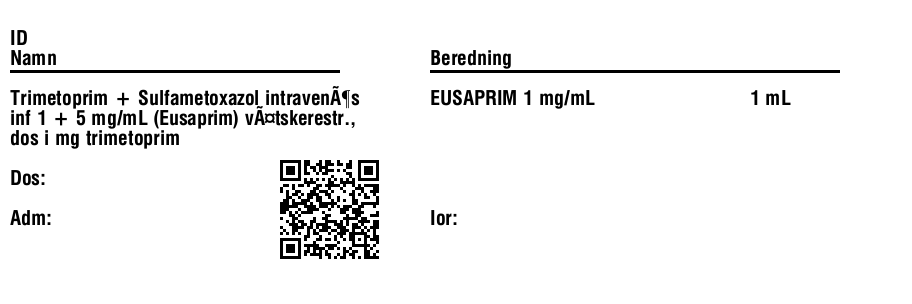 ID
Namn
Beredning
Trimetoprim + Sulfametoxazol intravenÃ¶s
inf 1 + 5 mg/mL (Eusaprim) vÃ¤tskerestr.,
dos i mg trimetoprim
EUSAPRIM 1 mg/mL 1 mL
Dos:
Adm:
Ior: